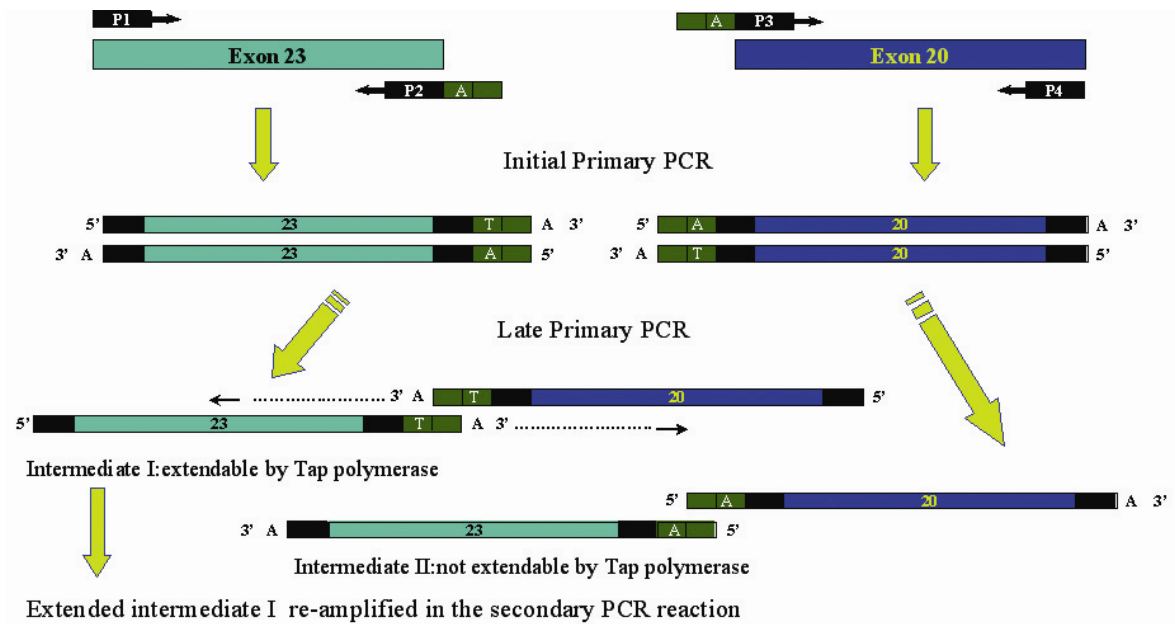 P1
A P3
Exon 23
Exon 20
P2 A
P4
Initial Primary PCR
5’ 23 T A 3’
3’ A 23 A 5’
5’ A 20 A 3’
3’ A T 20 5’
Late Primary PCR
3’ A T 20 5’
5’ 23 T A 3’
Intermediate I:extendable by Tap polymerase
5’ A 20 A 3’
3’ A 23 A 5’
Intermediate II:not extendable by Tap polymerase
Extended intermediate I re-amplified in the secondary PCR reaction